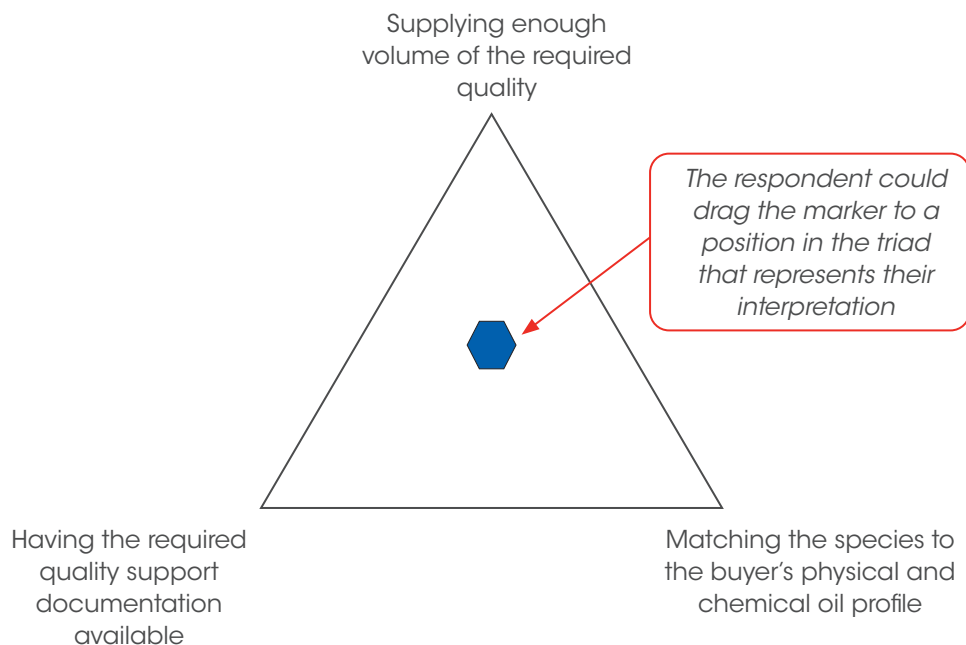 Supplying enough
volume of the required
quality
The respondent could
drag the marker to a
position in the triad
that represents their
interpretation
Having the required
quality support
documentation
available
Matching the species to
the buyer’s physical and
chemical oil profile